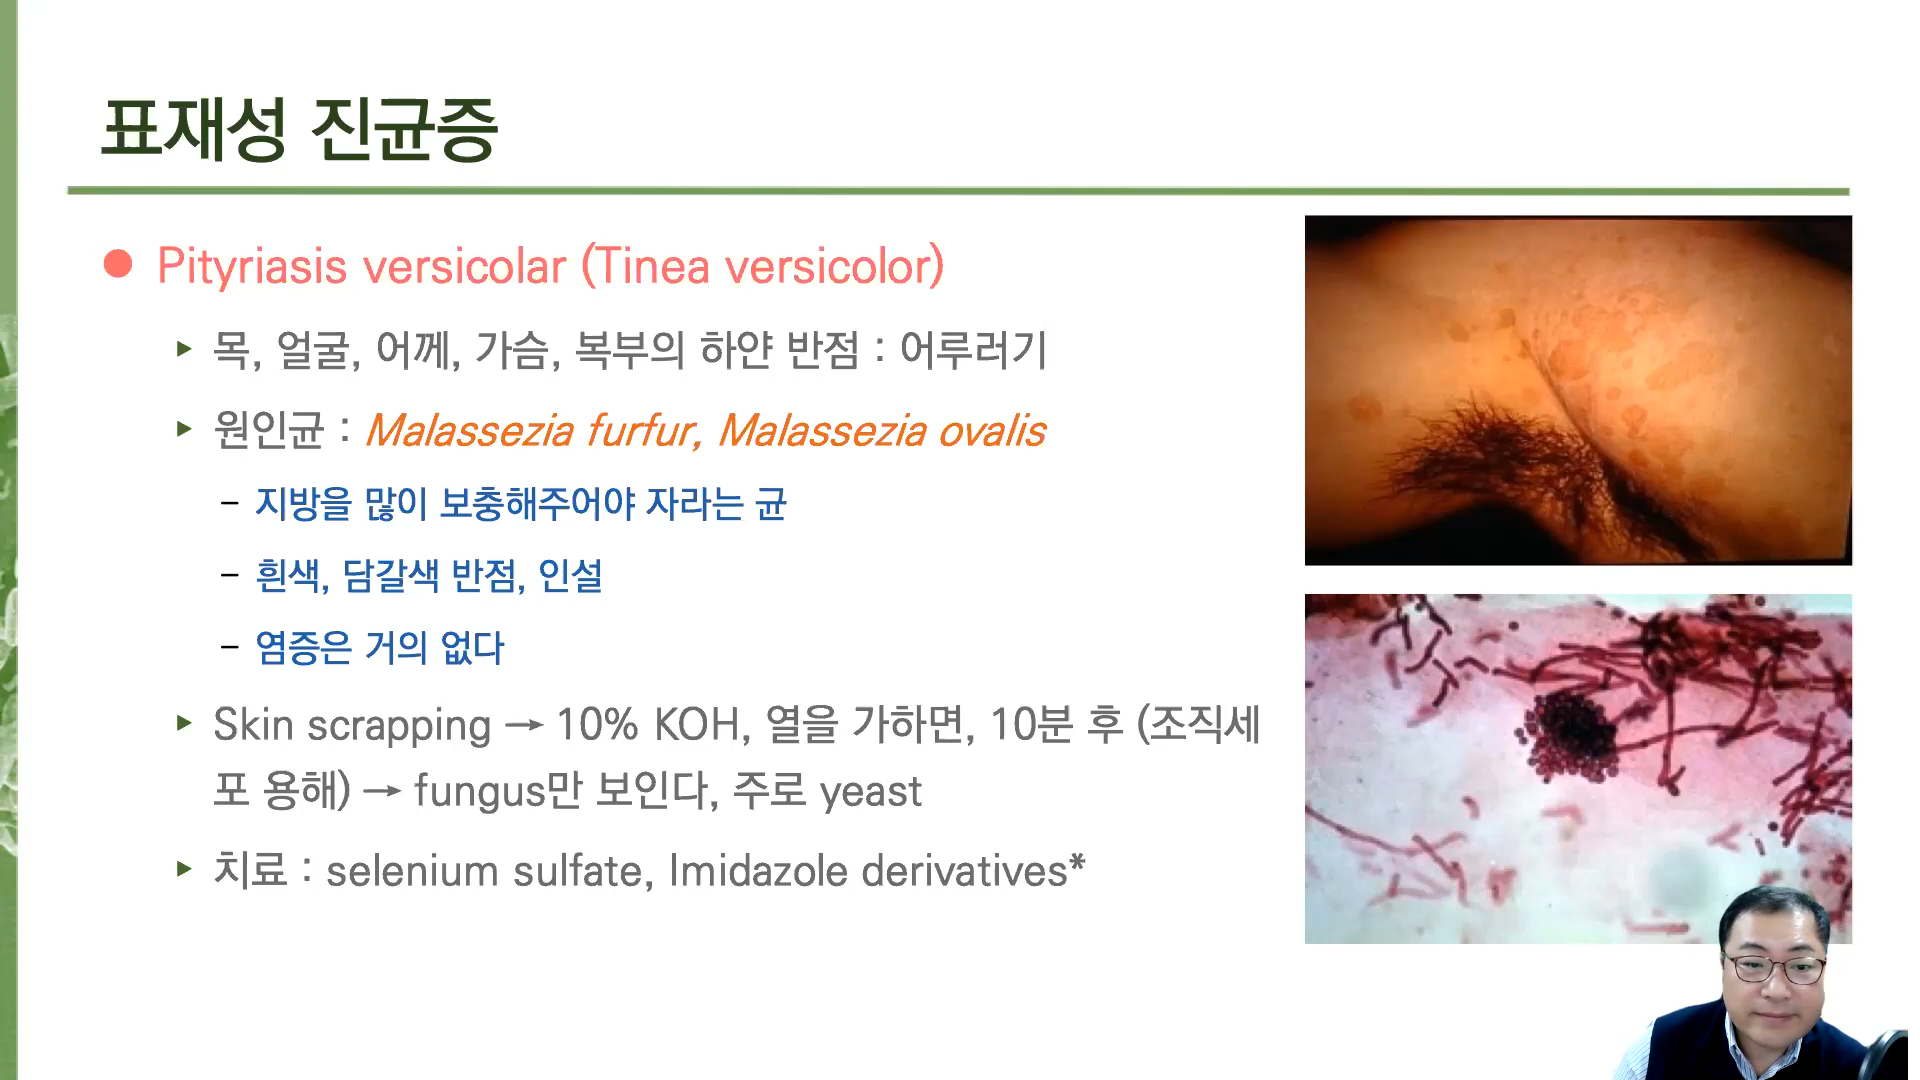 표재성 진균증
● Pityriasis versicolar (Tinea versicolor)
▸ 목, 얼굴, 어께, 가슴, 복부의 하얀 반점 : 어루러기
▸ 원인균 : Malassezia furfur, Malassezia ovalis
– 지방을 많이 보충해주어야 자라는 균
– 흰색, 담갈색 반점, 인설
– 염증은 거의 없다
▸ Skin scrapping → 10% KOH, 열을 가하면, 10분 후 (조직세
포 용해) → fungus만 보인다, 주로 yeast
▸ 치료 : selenium sulfate, Imidazole derivatives*